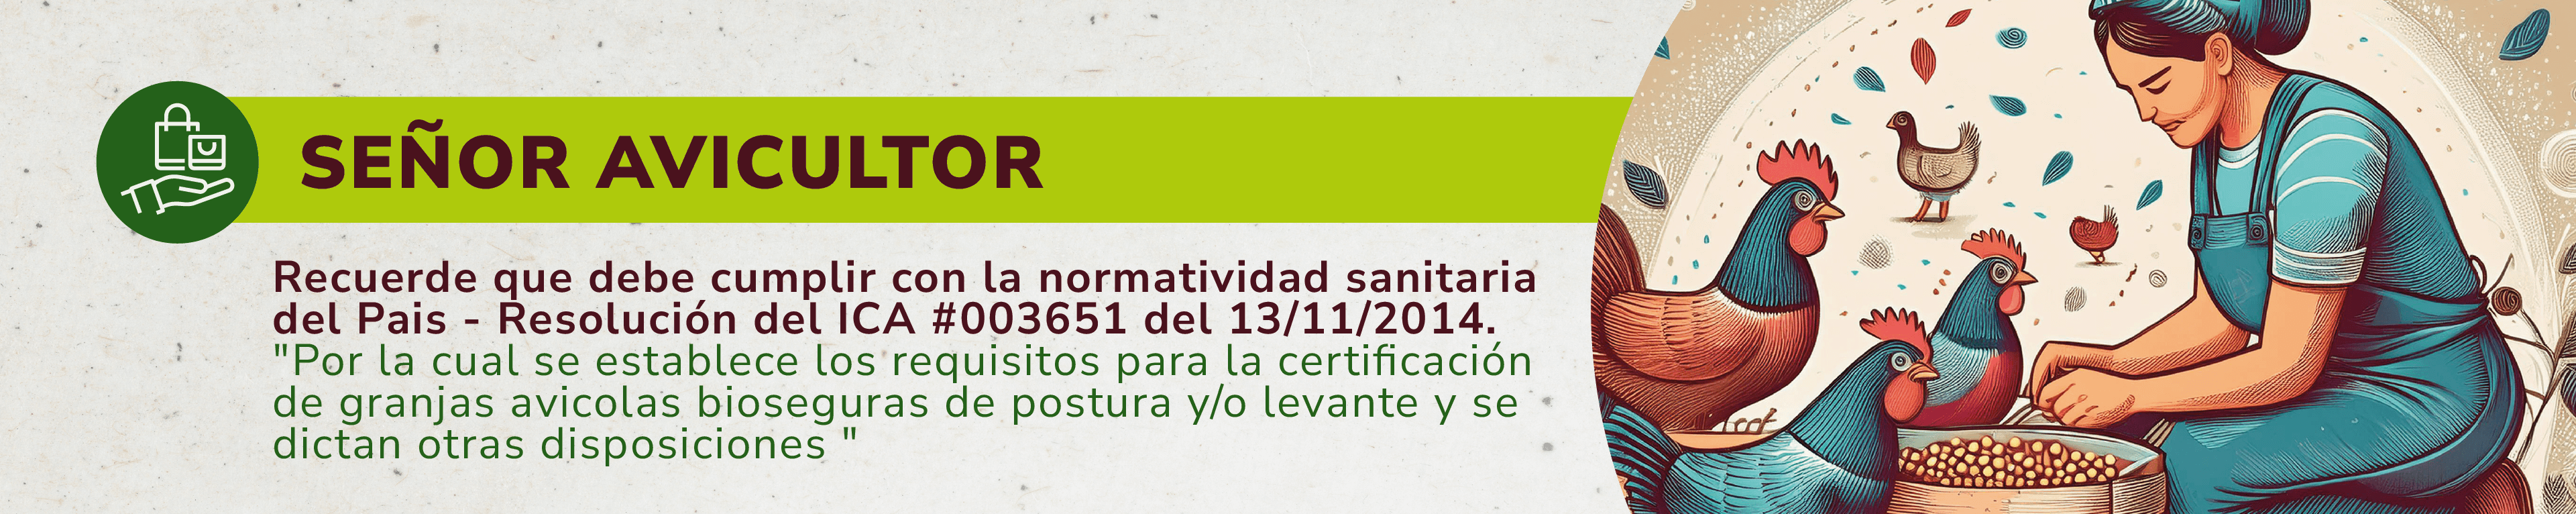 SEÑOR AVICULTOR
Recuerde que debe cumplir con la normatividad sanitaria
del Pais - Resolución del ICA #003651 del 13/11/2014.
"Por la cual se establece los requisitos para la certificación
de granjas avicolas bioseguras de postura y/o levante y se
dictan otras disposiciones "